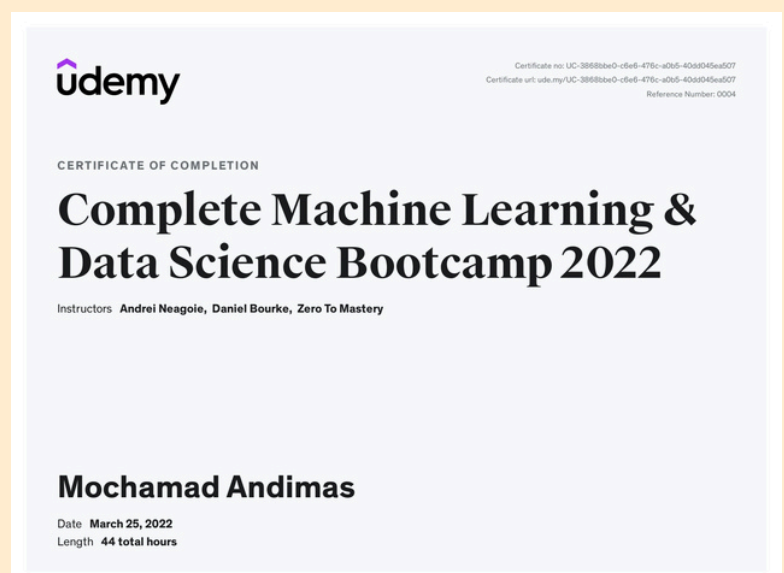 udemy
Certificate no: UC-3868bbe0-c6e6-476c-a0b5-40dd045ea507
Certificate url: ude.my/UC-3868bbe0-c6e6-476c-a0b5-40dd045ea507
Reference Number: 0004
CERTIFICATE OF COMPLETION
Complete Machine Learning &
Data Science Bootcamp 2022
Instructors Andrei Neagoie, Daniel Bourke, Zero To Mastery
Mochamad Andimas
Date March 25, 2022
Length 44 total hours